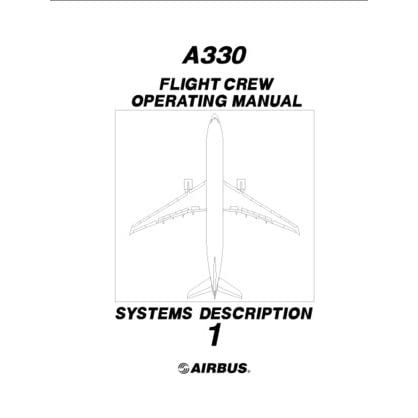 A330
FLIGHT CREW
OPERATING MANUAL
SYSTEMS DESCRIPTION
1
AIRBUS